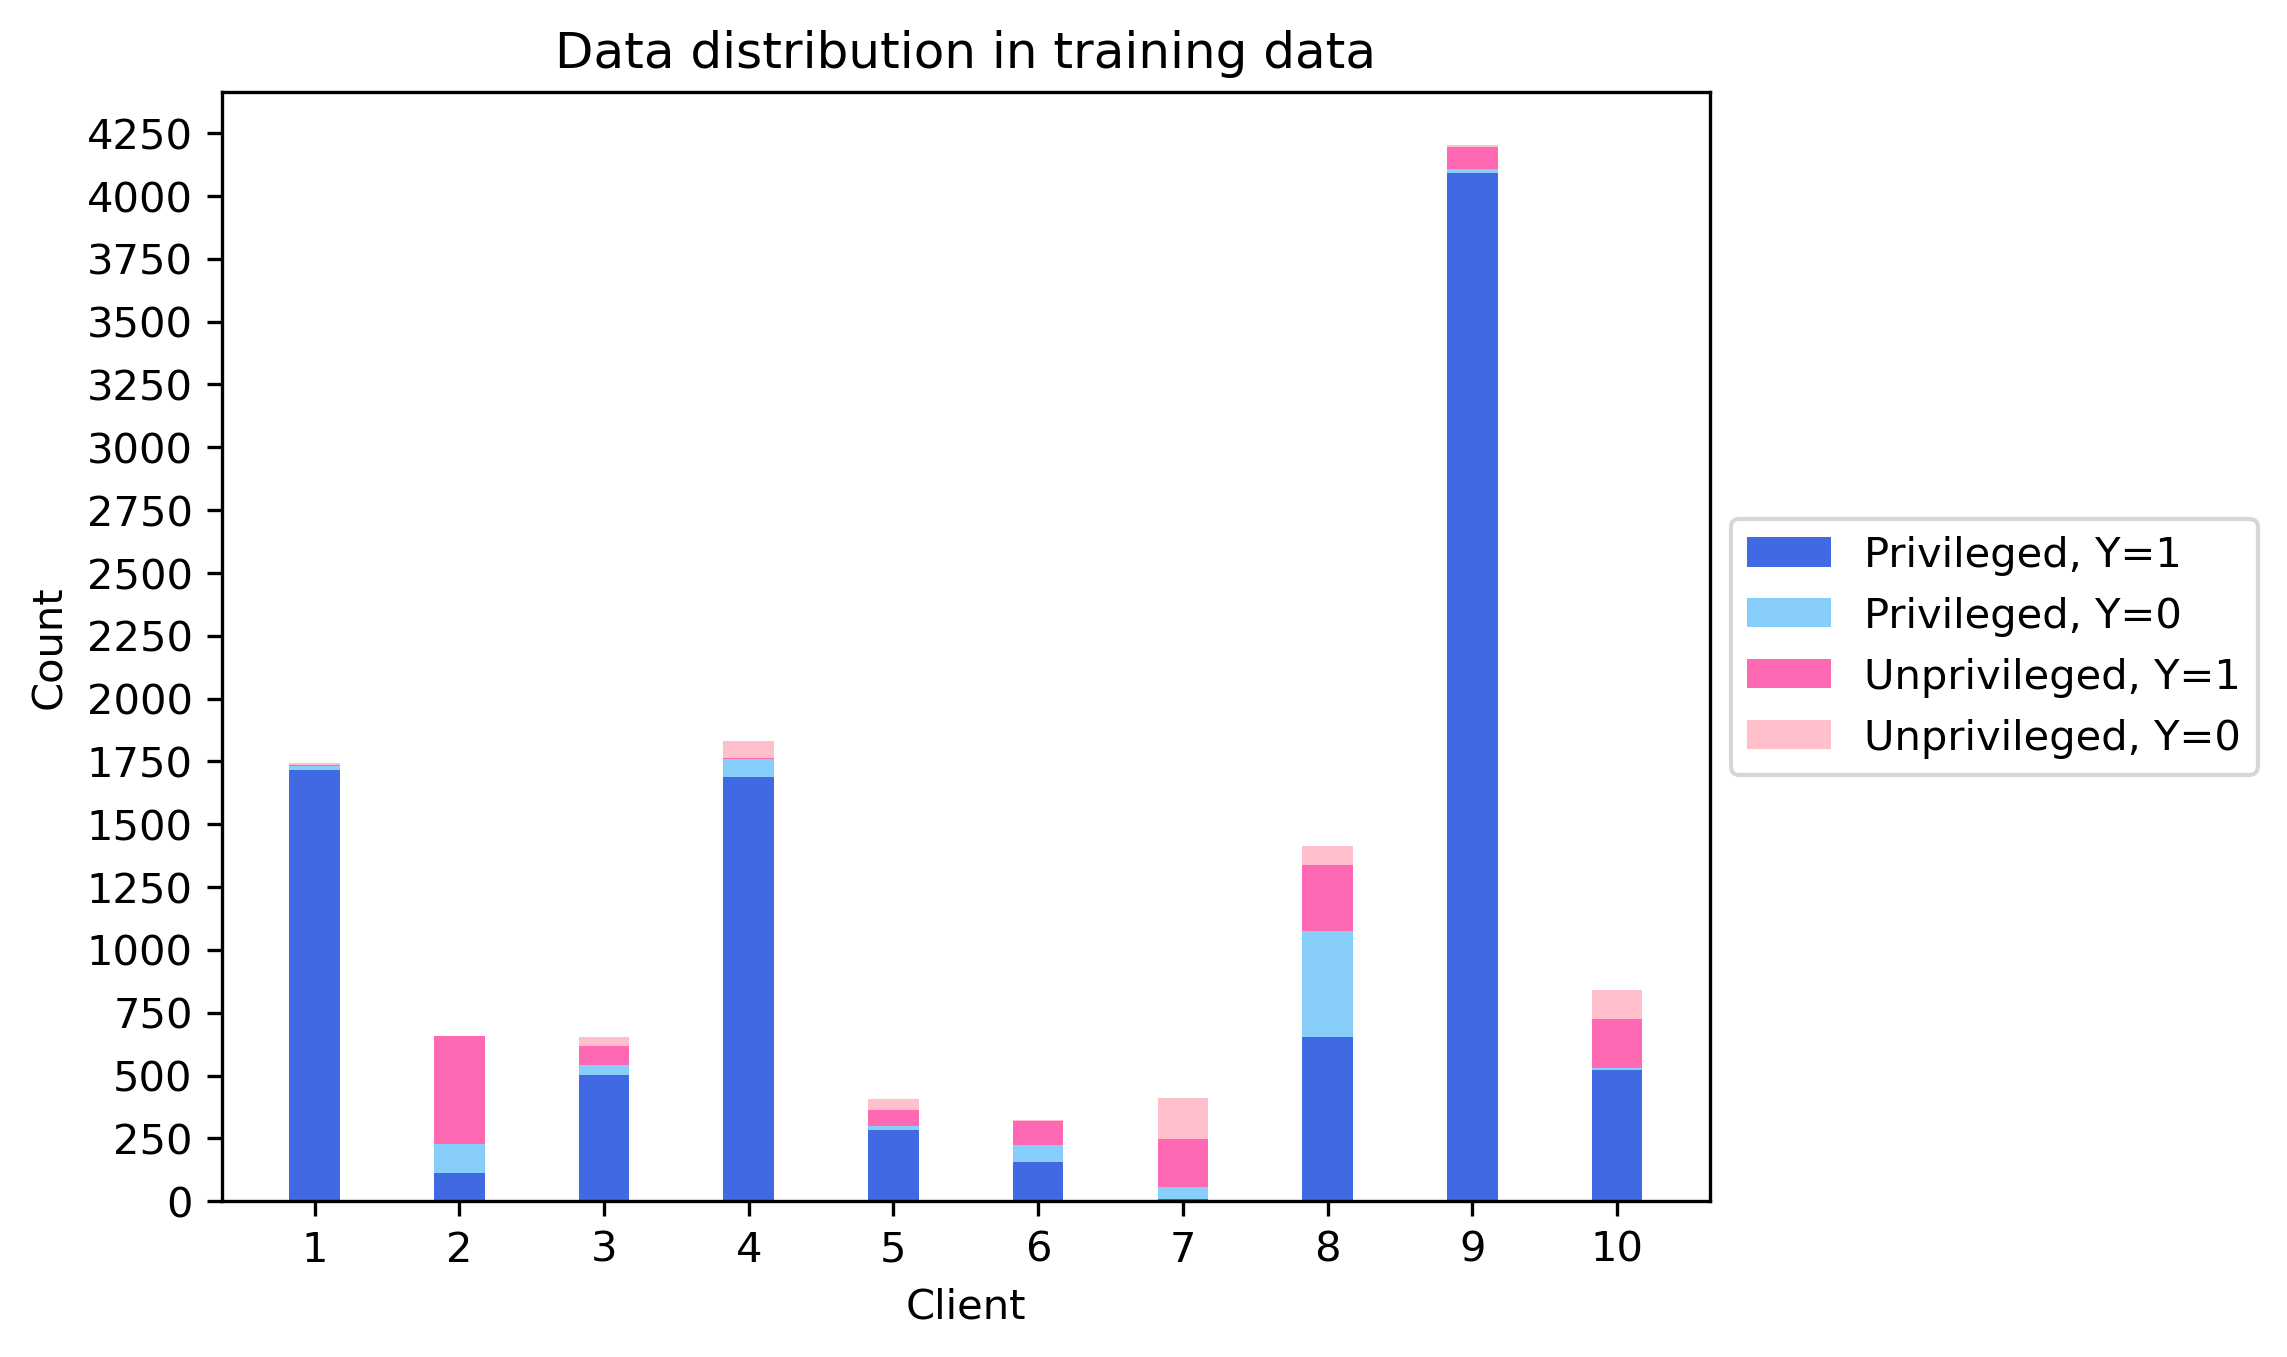 Data distribution in training data
4250
4000
3750
3500
3250
3000
2750
2500
2250
2000
1750
1500
1250
1000
750
500
250
0
Count
1 2 3 4 5 6 7 8 9 10
Client
Privileged, Y=1
Privileged, Y=0
Unprivileged, Y=1
Unprivileged, Y=0